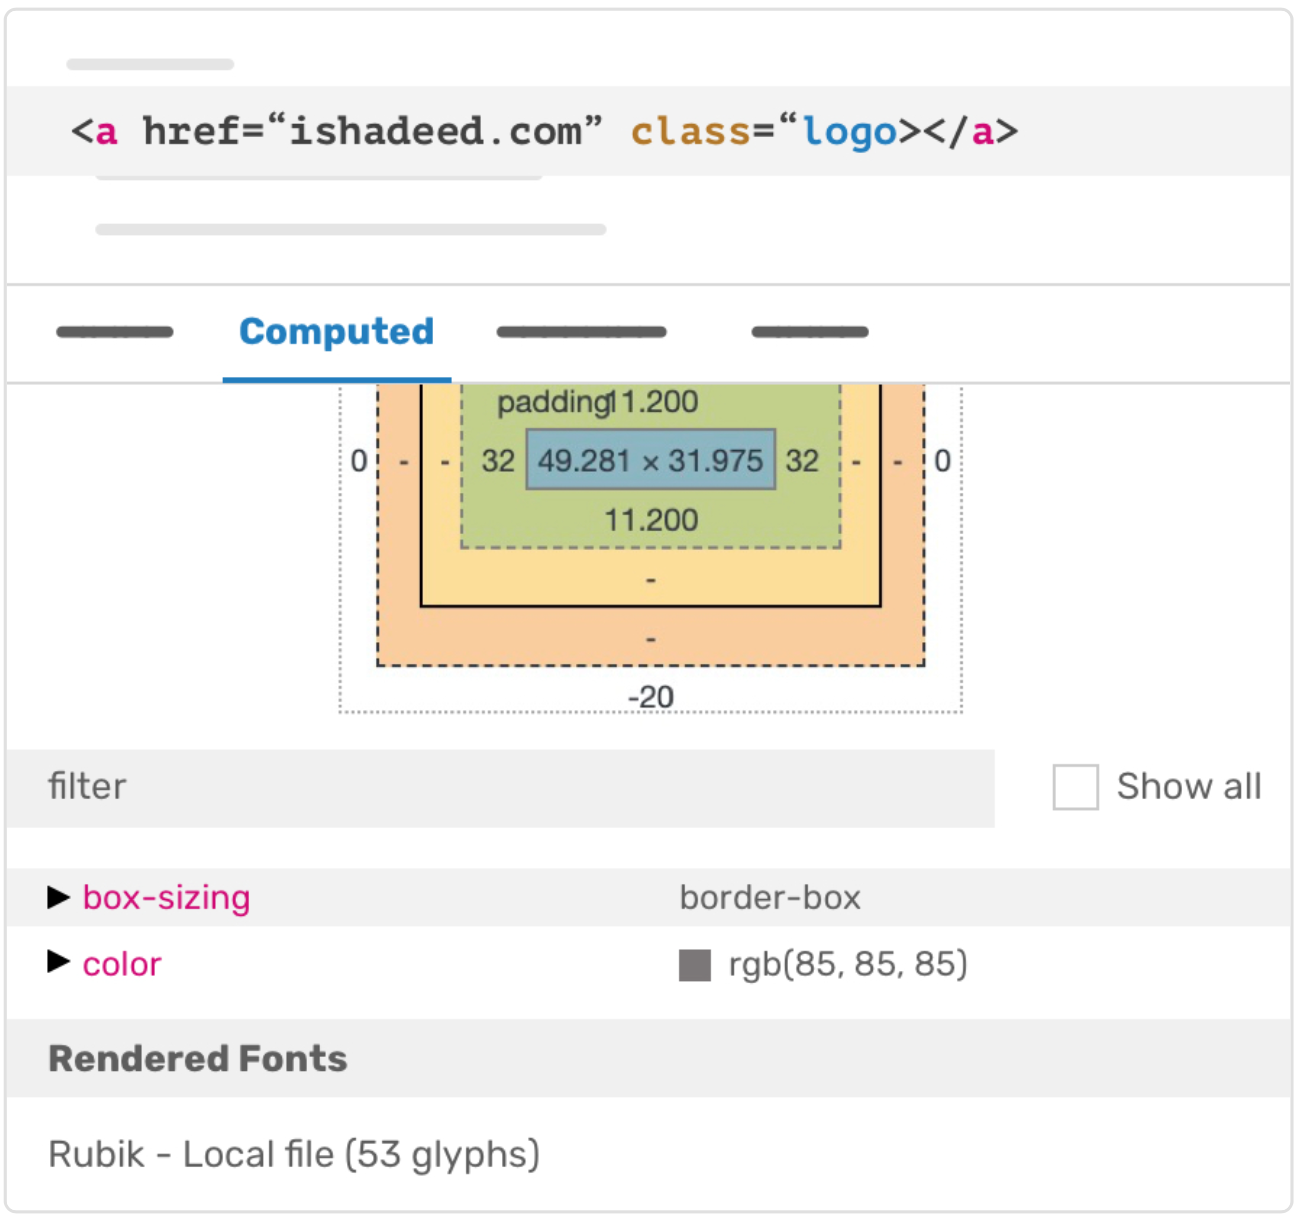 <a href=“ishadeed.com” class=“logo></a>
Computed
padding11.200
0 - - 32 49.281 × 31.975 32 - - 0
11.200
-
-
-20
filter Show all
▶ box-sizing border-box
▶ color rgb(85, 85, 85)
Rendered Fonts
Rubik - Local file (53 glyphs)